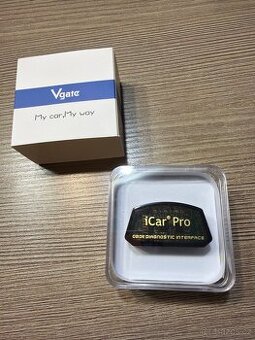 Vgate
My car,My way
iCar® Pro
OBDII DIAGNOSTIC INTERFACE